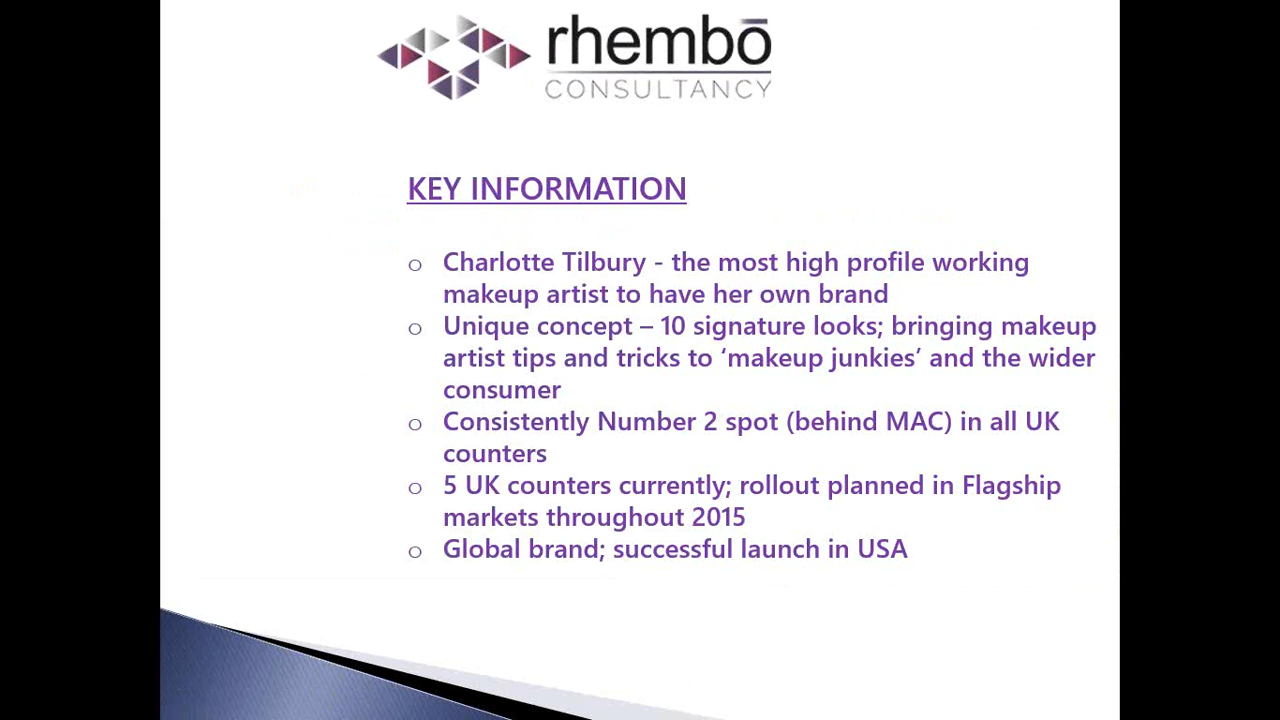 rhembō
CONSULTANCY
KEY INFORMATION
o Charlotte Tilbury - the most high profile working
makeup artist to have her own brand
o Unique concept – 10 signature looks; bringing makeup
artist tips and tricks to ‘makeup junkies’ and the wider
consumer
o Consistently Number 2 spot (behind MAC) in all UK
counters
o 5 UK counters currently; rollout planned in Flagship
markets throughout 2015
o Global brand; successful launch in USA